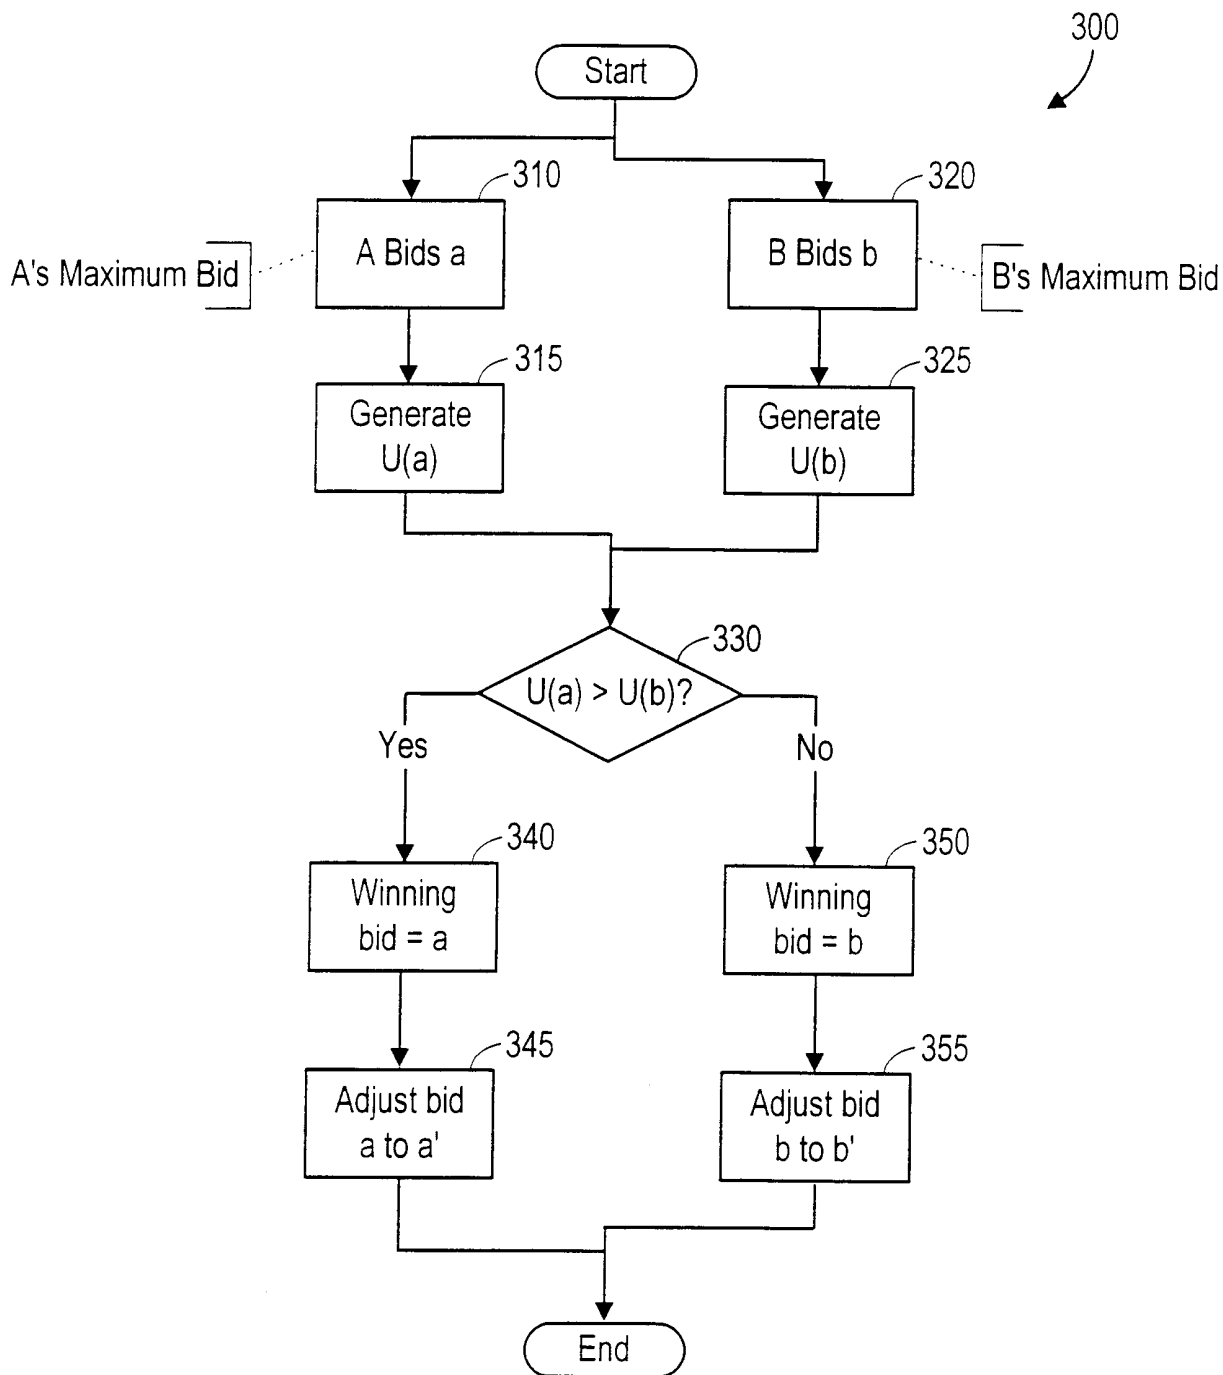 300
Start
310
320
A Bids a
B Bids b
A's Maximum Bid
B's Maximum Bid
315
325
Generate
U(a)
Generate
U(b)
330
U(a) > U(b)?
Yes
No
340
350
Winning
bid = a
Winning
bid = b
345
355
Adjust bid
a to a'
Adjust bid
b to b'
End